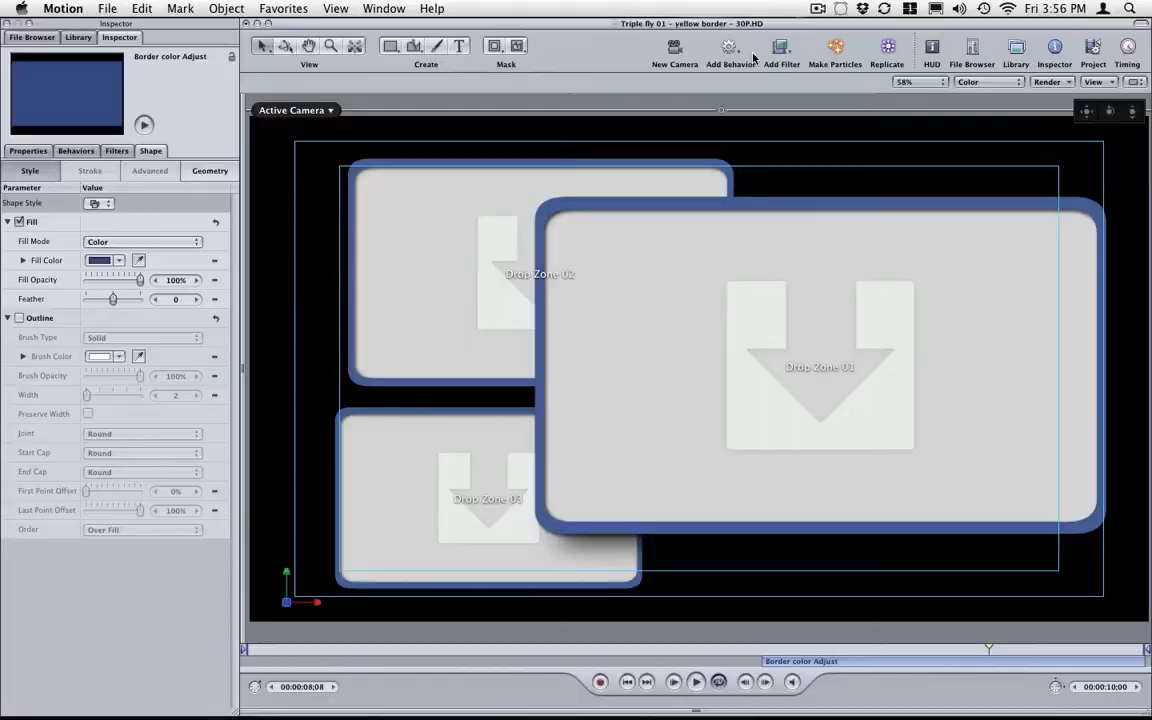 Motion File Edit Mark Object Favorites View Window Help Fri 3:56 PM
Inspector Triple fly 01 - yellow border - 30P.HD
File Browser Library Inspector
Border color Adjust
View Create Mask
New Camera Add Behavior Add Filter Make Particles Replicate HUD File Browser Library Inspector Project Timing
58% Color Render View
Active Camera
Properties Behaviors Filters Shape
Style Stroke Advanced Geometry
Parameter Value
Shape Style
Fill
Fill Mode Color
Fill Color
Fill Opacity 100%
Feather 0
Outline
Brush Type Solid
Brush Color
Brush Opacity 100%
Width 2
Preserve Width
Joint Round
Start Cap Round
End Cap Round
First Point Offset 0%
Last Point Offset 100%
Order Over Fill
Drop Zone 02
Drop Zone 01
Drop Zone 03
Border color Adjust
00:00:08;08 00:00:10;00